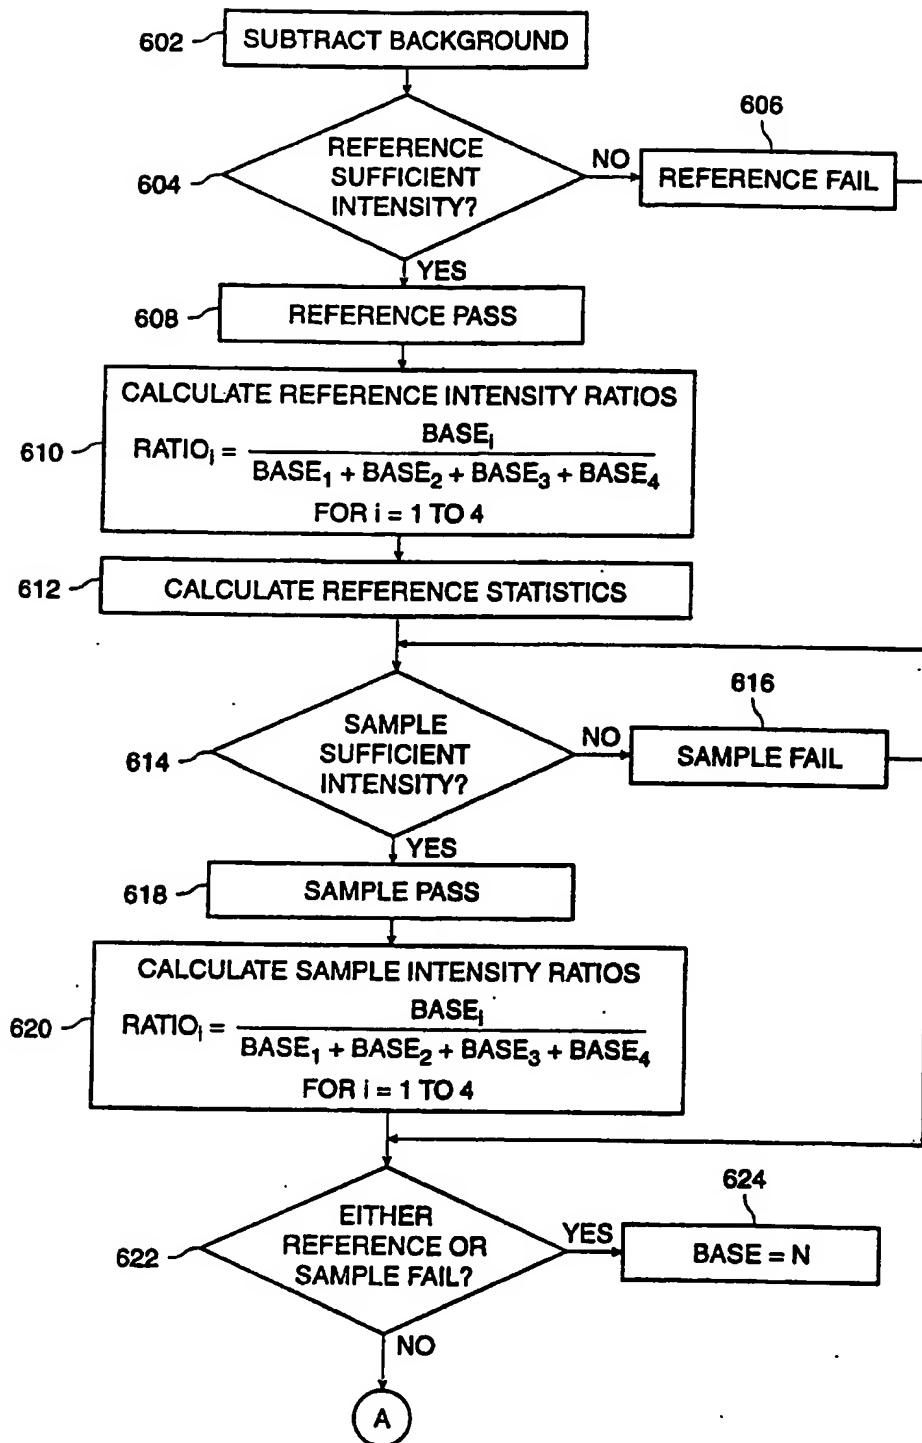 602
SUBTRACT BACKGROUND
604
REFERENCE
SUFFICIENT
INTENSITY?
NO
606
REFERENCE FAIL
YES
608
REFERENCE PASS
610
CALCULATE REFERENCE INTENSITY RATIOS
RATIOi = BASEi / BASE1 + BASE2 + BASE3 + BASE4
FOR i = 1 TO 4
612
CALCULATE REFERENCE STATISTICS
614
SAMPLE
SUFFICIENT
INTENSITY?
NO
616
SAMPLE FAIL
YES
618
SAMPLE PASS
620
CALCULATE SAMPLE INTENSITY RATIOS
RATIOi = BASEi / BASE1 + BASE2 + BASE3 + BASE4
FOR i = 1 TO 4
622
EITHER
REFERENCE OR
SAMPLE FAIL?
YES
624
BASE = N
NO
A